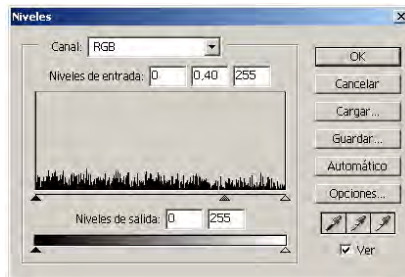 Niveles
Canal: RGB
Niveles de entrada: 0 0,40 255
Niveles de salida: 0 255
OK
Cancelar
Cargar...
Guardar...
Automático
Opciones...
Ver